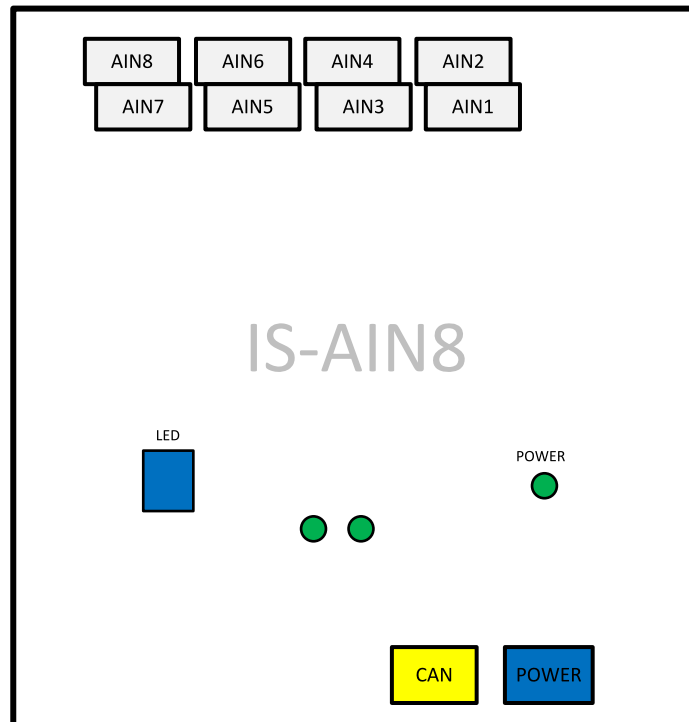 AIN8 AIN6 AIN4 AIN2
AIN7 AIN5 AIN3 AIN1
IS-AIN8
LED
POWER
CAN POWER